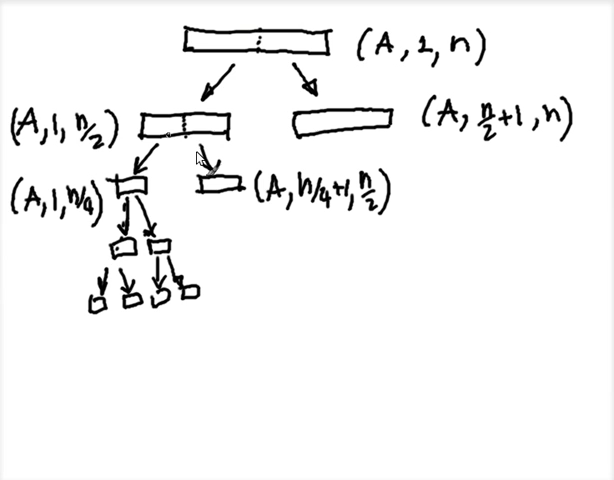 (A, 1, n)
(A, 1, n/2)
(A, n/2+1, n)
(A, 1, n/4)
(A, n/4+1, n/2)